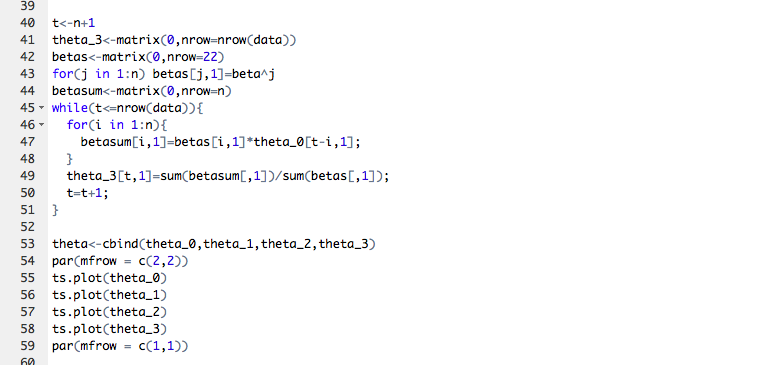 39
40 t<-n+1
41 theta_3<-matrix(0,nrow=nrow(data))
42 betas<-matrix(0,nrow=22)
43 for(j in 1:n) betas[j,1]=beta^j
44 betasum<-matrix(0,nrow=n)
45 while(t<=nrow(data)){
46   for(i in 1:n){
47     betasum[i,1]=betas[i,1]*theta_0[t-i,1];
48   }
49   theta_3[t,1]=sum(betasum[,1])/sum(betas[,1]);
50   t=t+1;
51 }
52
53 theta<-cbind(theta_0,theta_1,theta_2,theta_3)
54 par(mfrow = c(2,2))
55 ts.plot(theta_0)
56 ts.plot(theta_1)
57 ts.plot(theta_2)
58 ts.plot(theta_3)
59 par(mfrow = c(1,1))
60